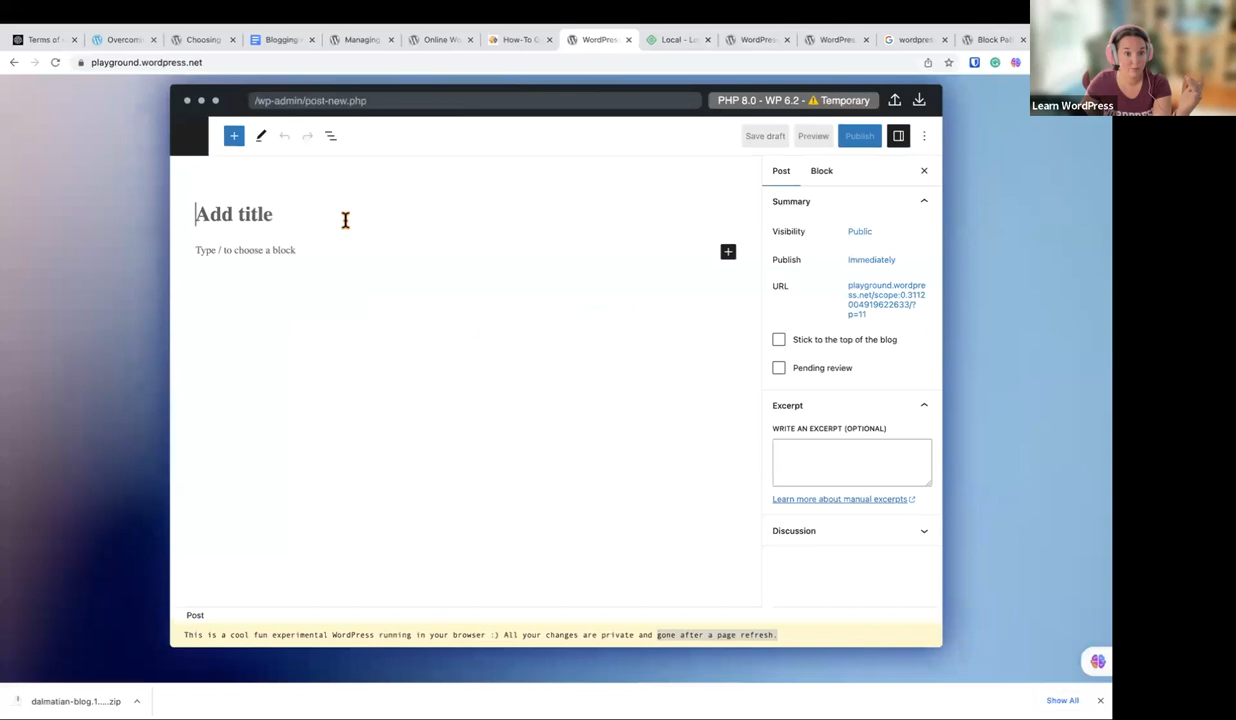 Terms of
Overcom
Choosing
Blogging
Managing
Online Wo
How-To G
WordPres
Local - Lo
WordPres
WordPre
wordpres
Block Pat
playground.wordpress.net
Learn WordPress
/wp-admin/post-new.php
PHP 8.0 - WP 6.2 - ⚠ Temporary
Save draft
Preview
Publish
Post
Block
Add title
Type / to choose a block
Summary
Visibility
Public
Publish
Immediately
URL
playground.wordpre
ss.net/scope:0.3112
004919622633/?
p=11
Stick to the top of the blog
Pending review
Excerpt
WRITE AN EXCERPT (OPTIONAL)
Learn more about manual excerpts
Discussion
Post
This is a cool fun experimental WordPress running in your browser :) All your changes are private and gone after a page refresh.
dalmatian-blog.1.....zip
Show All